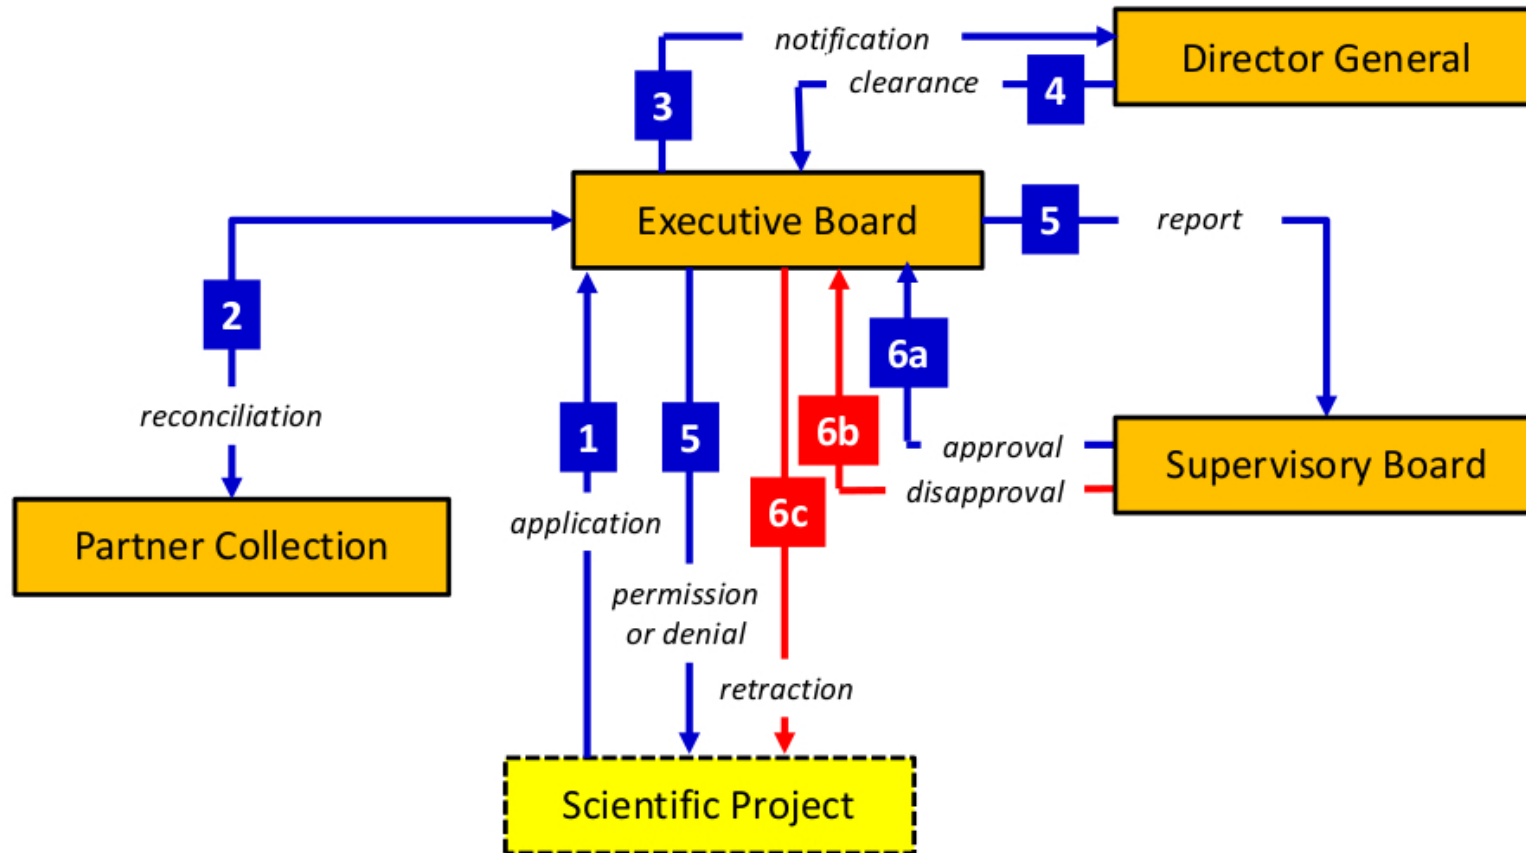 notification
Director General
clearance
4
3
Executive Board
5
report
2
6a
reconciliation
1
5
6b
approval
Supervisory Board
disapproval
6c
application
Partner Collection
permission
or denial
retraction
Scientific Project